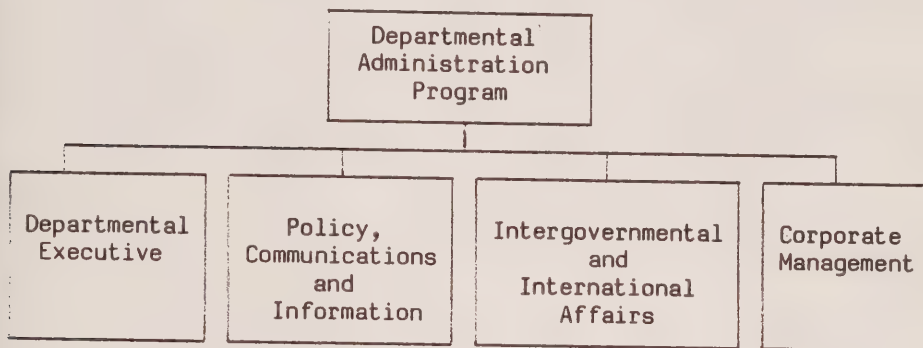 Departmental
Administration
Program
Departmental
Executive
Policy,
Communications
and
Information
Intergovernmental
and
International
Affairs
Corporate
Management